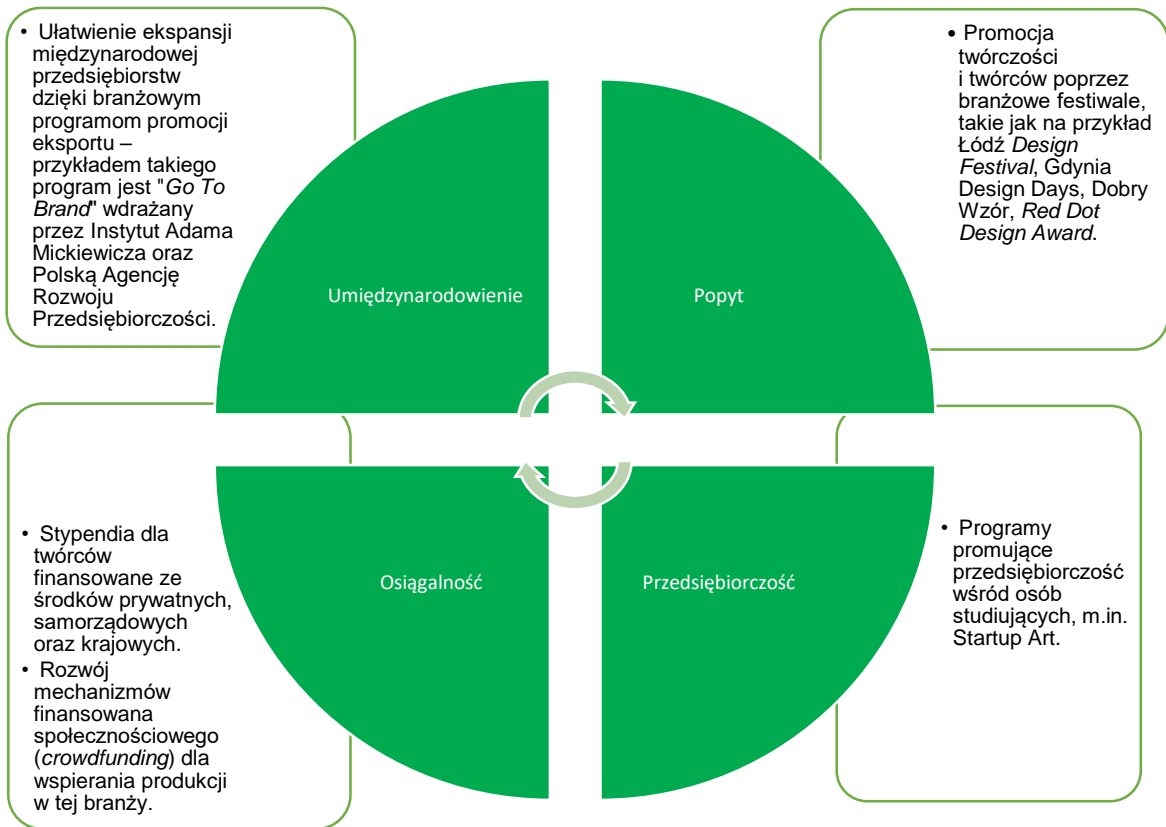 • Ułatwienie ekspansji
międzynarodowej
przedsiębiorstw
dzięki branżowym
programom promocji
eksportu –
przykładem takiego
program jest "Go To
Brand" wdrażany
przez Instytut Adama
Mickiewicza oraz
Polską Agencję
Rozwoju
Przedsiębiorczości.
• Promocja
twórczości
i twórców poprzez
branżowe festiwale,
takie jak na przykład
Łódź Design
Festival, Gdynia
Design Days, Dobry
Wzór, Red Dot
Design Award.
Umiędzynarodowienie
Popyt
Osiągalność
Przedsiębiorczość
• Stypendia dla
twórców
finansowane ze
środków prywatnych,
samorządowych
oraz krajowych.
• Rozwój
mechanizmów
finansowana
społecznościowego
(crowdfunding) dla
wspierania produkcji
w tej branży.
• Programy
promujące
przedsiębiorczość
wśród osób
studiujących, m.in.
Startup Art.